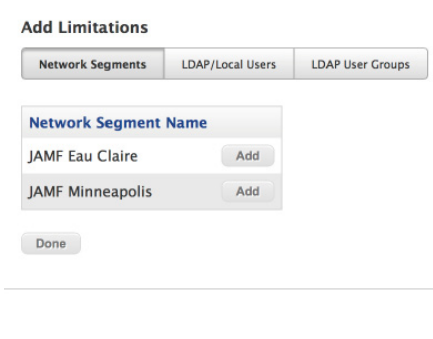 Add Limitations
Network Segments LDAP/Local Users LDAP User Groups
Network Segment Name
JAMF Eau Claire Add
JAMF Minneapolis Add
Done